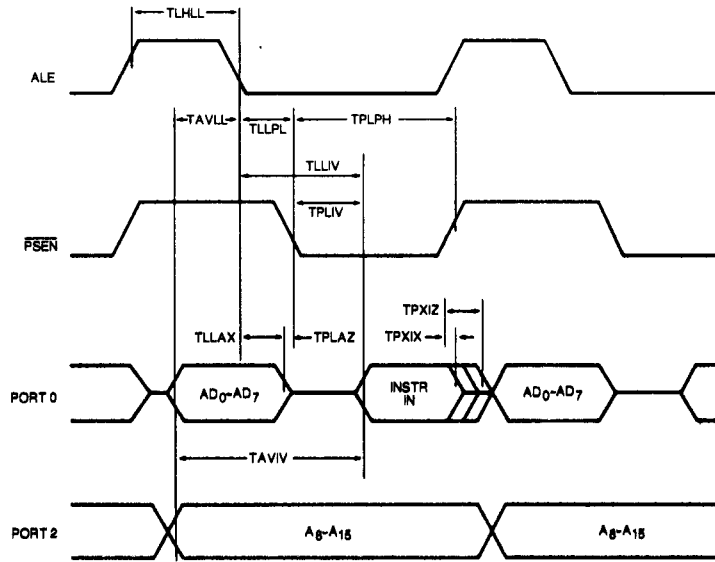 TLHLL
ALE
TAVLL
TLLPL
TPLPH
TLLIV
TPLIV
PSEN
TPXIZ
TLLAX
TPLAZ
TPXIX
PORT 0
AD0-AD7
INSTR
IN
AD0-AD7
TAVIV
PORT 2
A8-A15
A8-A15